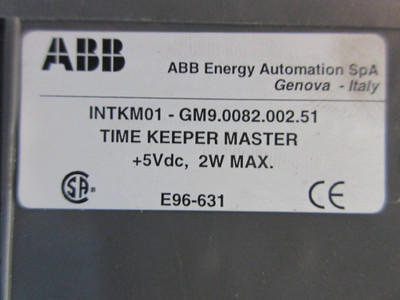 ABB
ABB Energy Automation SpA
Genova - Italy
INTKM01 - GM9.0082.002.51
TIME KEEPER MASTER
+5Vdc, 2W MAX.
SA
E96-631
CE